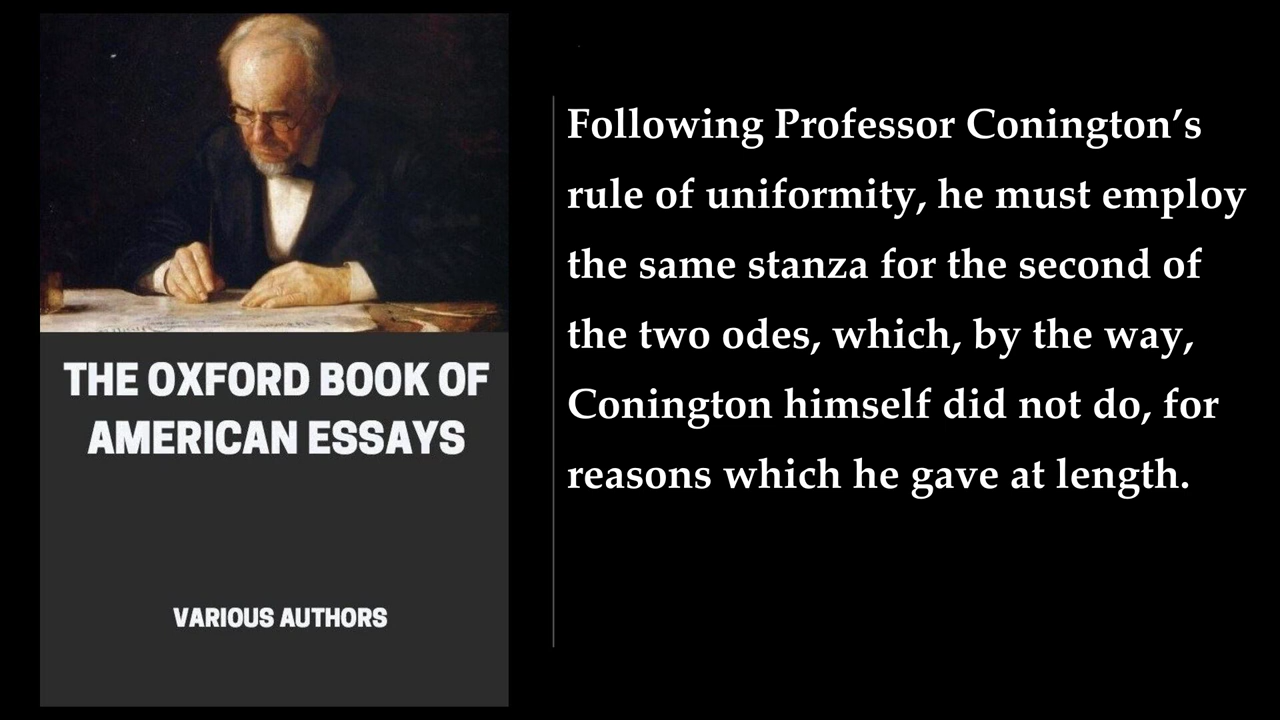 THE OXFORD BOOK OF
AMERICAN ESSAYS
VARIOUS AUTHORS
Following Professor Conington’s
rule of uniformity, he must employ
the same stanza for the second of
the two odes, which, by the way,
Conington himself did not do, for
reasons which he gave at length.